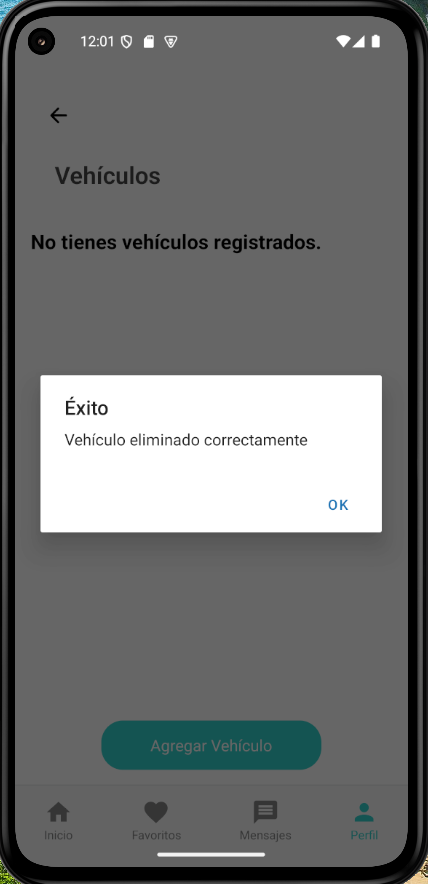 12:01
Vehículos
No tienes vehículos registrados.
Éxito
Vehículo eliminado correctamente
OK
Agregar Vehículo
Inicio
Favoritos
Mensajes
Perfil